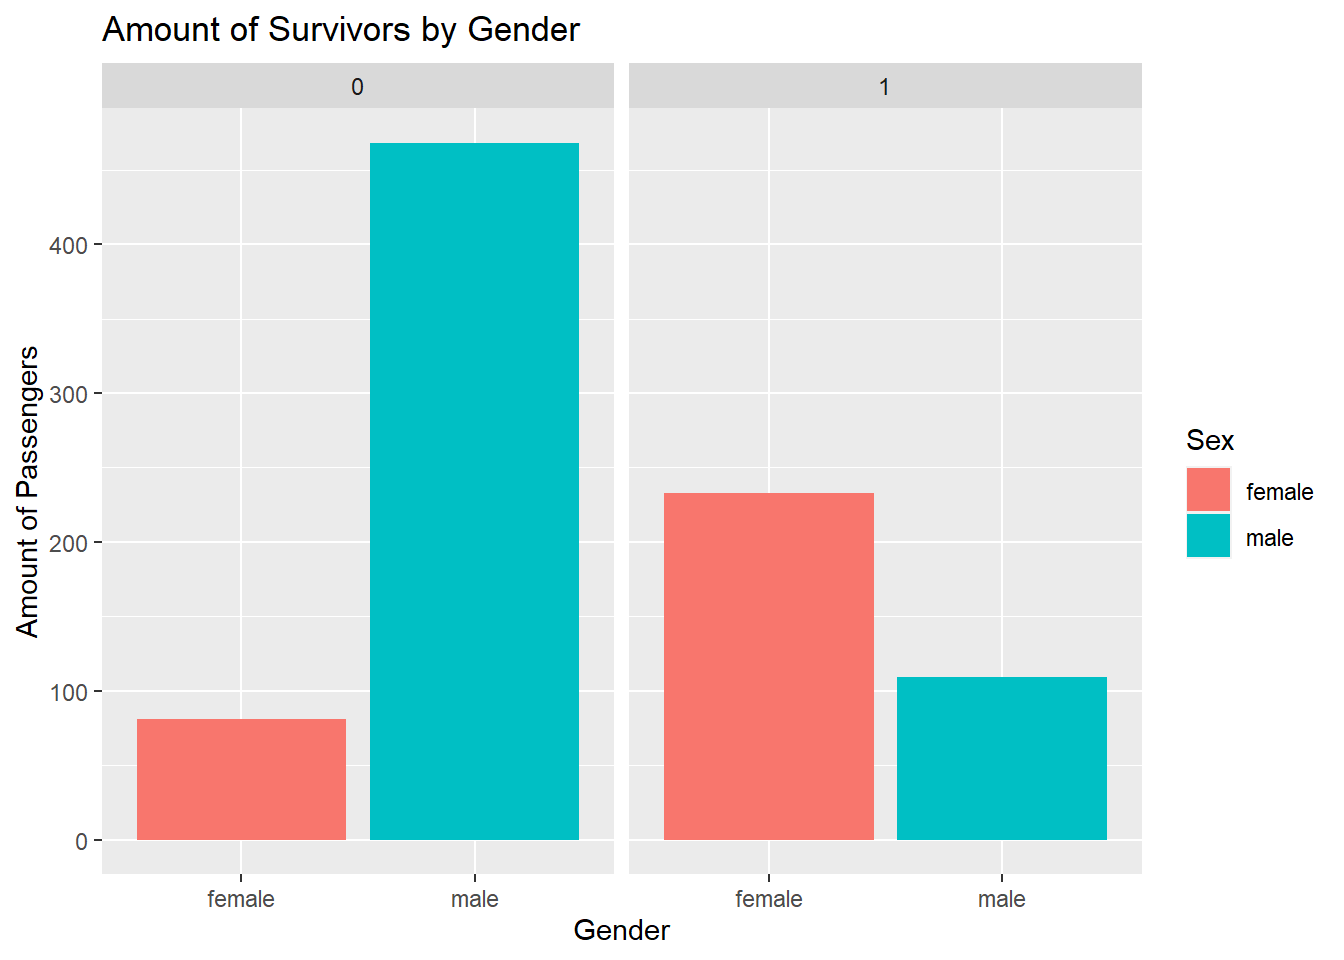 Amount of Survivors by Gender
0
1
Amount of Passengers
400
300
200
100
0
female
male
female
male
Gender
Sex
female
male